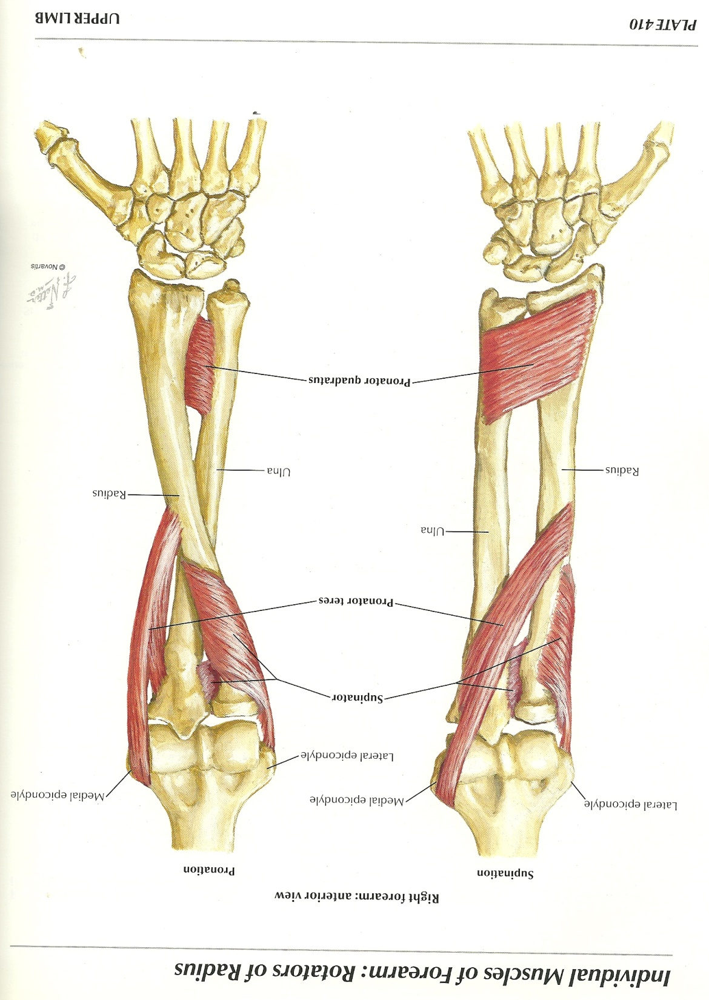 Individual Muscles of Forearm: Rotators of Radius
Right forearm: anterior view
Supination
Pronation
Lateral epicondyle
Medial epicondyle
Lateral epicondyle
Medial epicondyle
Supinator
Pronator teres
Ulna
Radius
Radius
Ulna
Pronator quadratus
F. Netter
M.D.
© Novartis
PLATE 410
UPPER LIMB